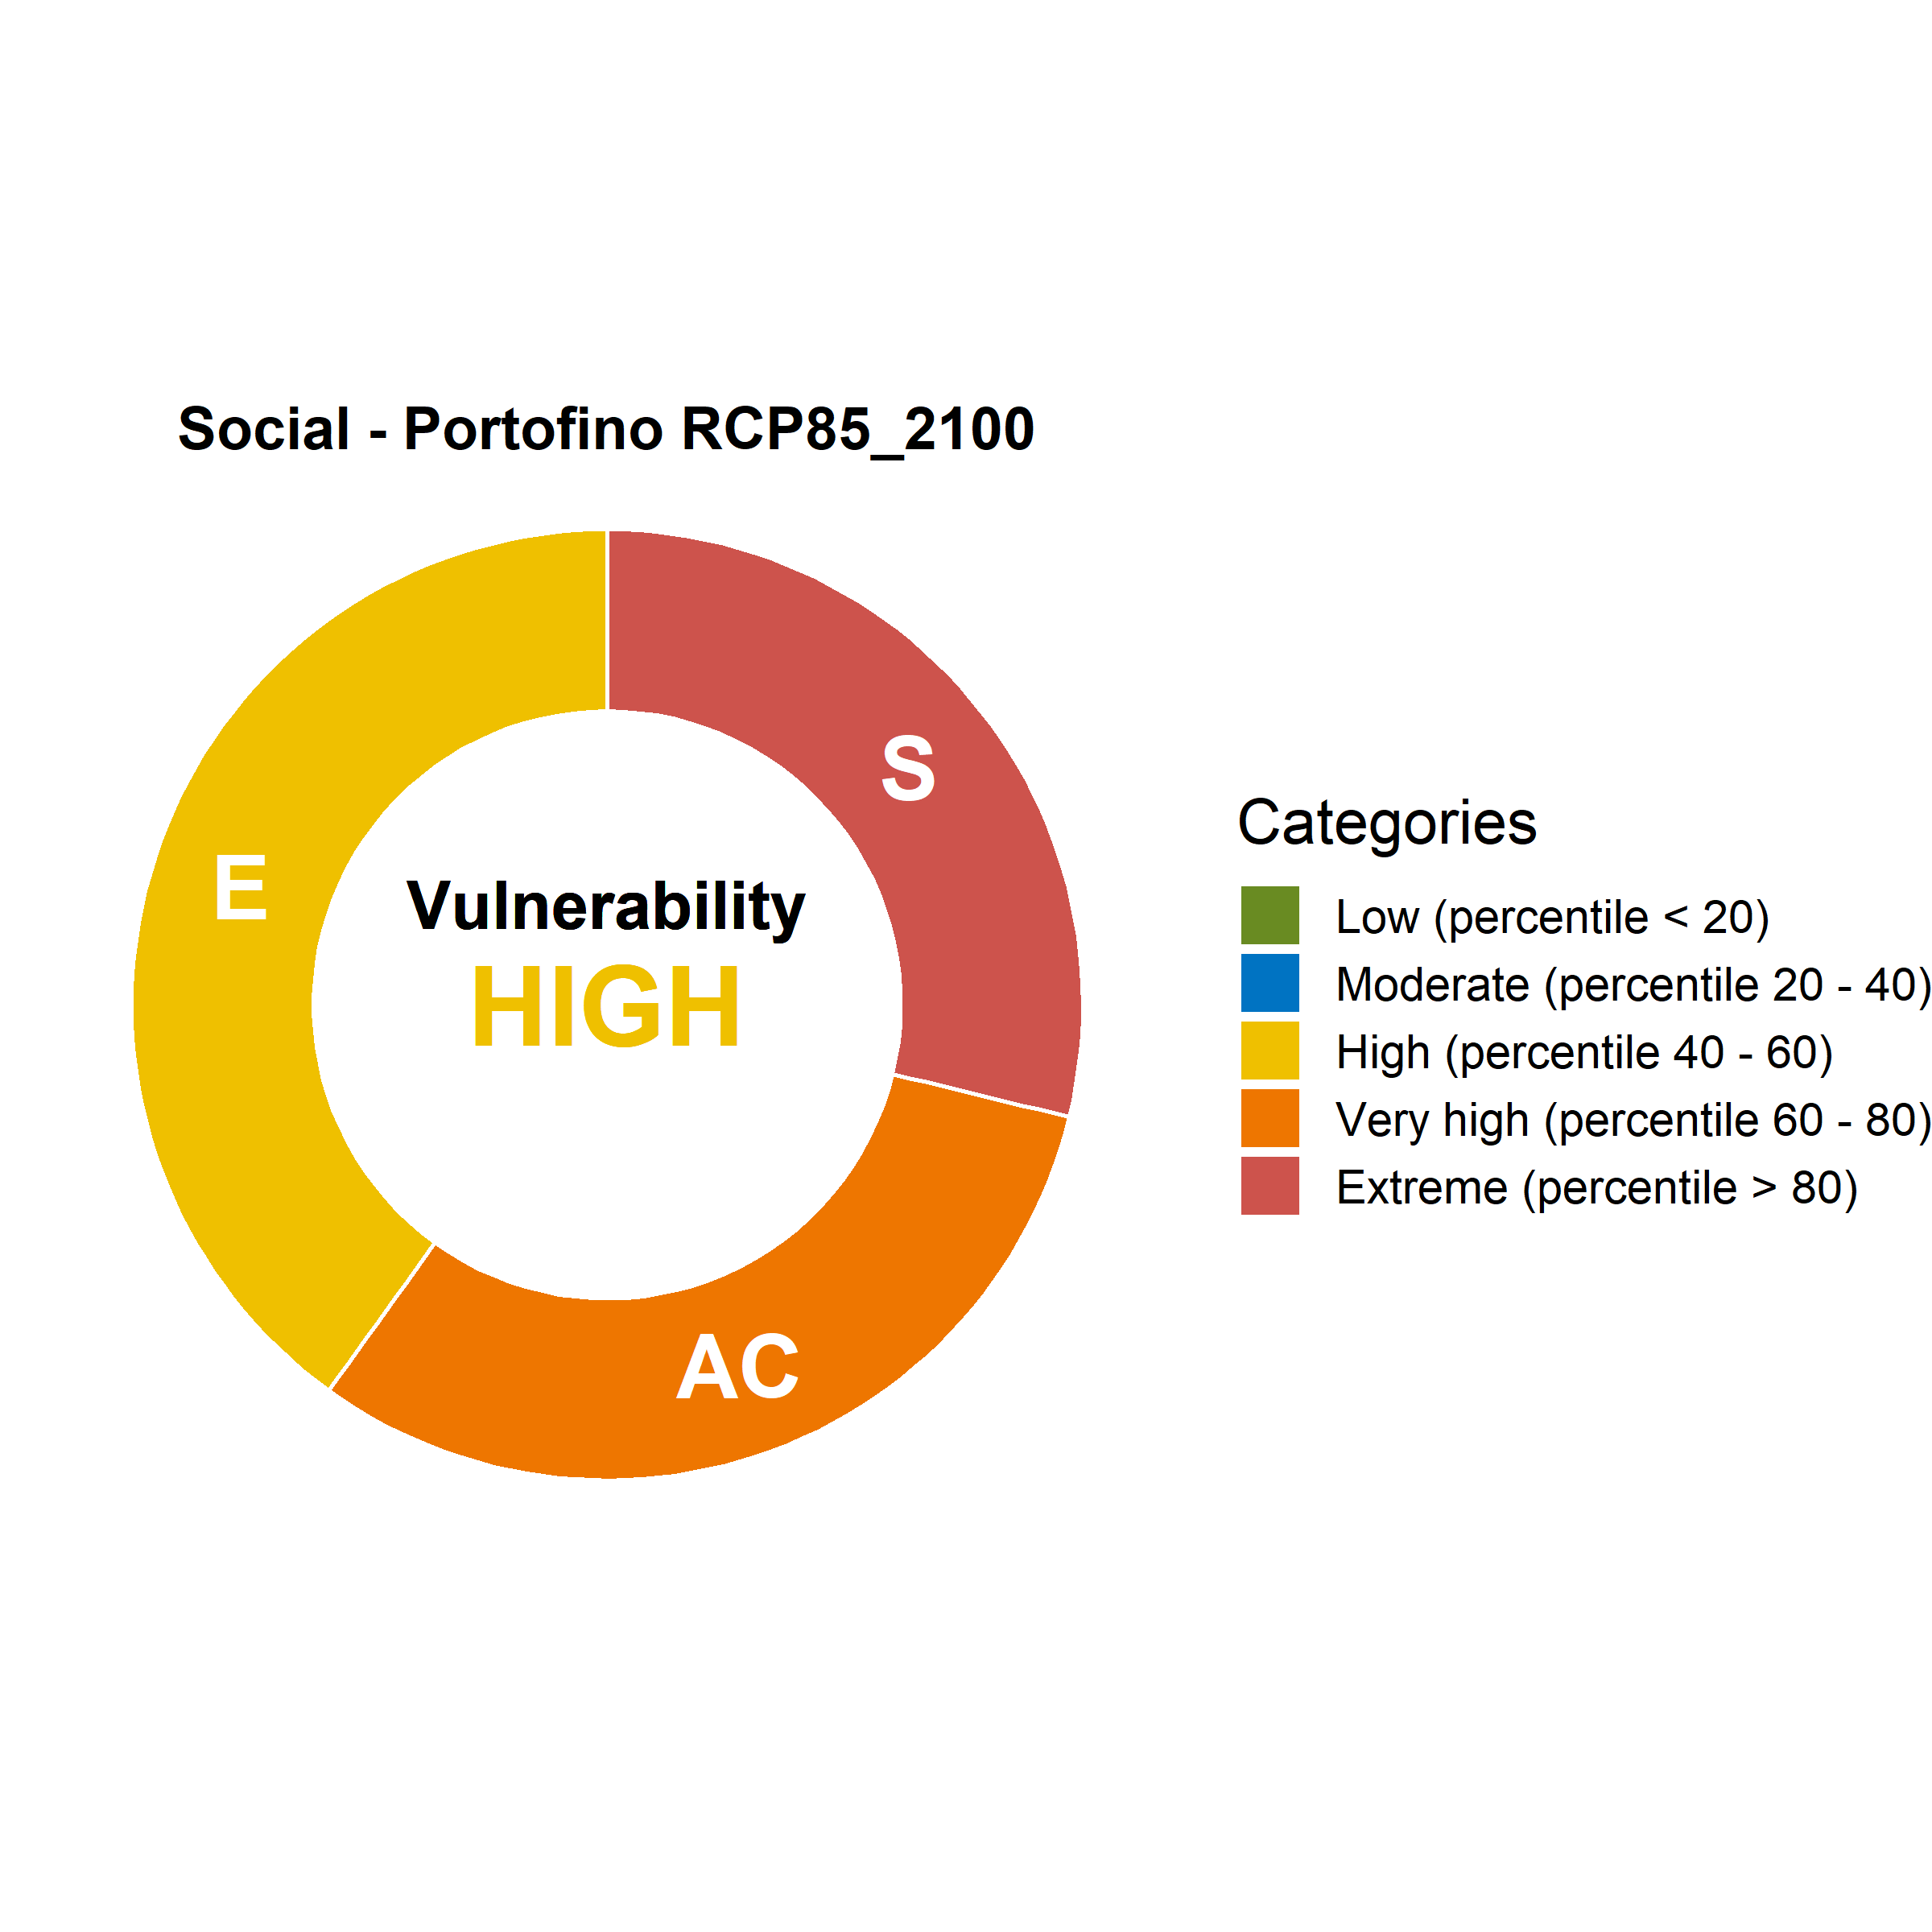 Social - Portofino RCP85_2100
S
E
Vulnerability
HIGH
AC
Categories
Low (percentile < 20)
Moderate (percentile 20 - 40)
High (percentile 40 - 60)
Very high (percentile 60 - 80)
Extreme (percentile > 80)